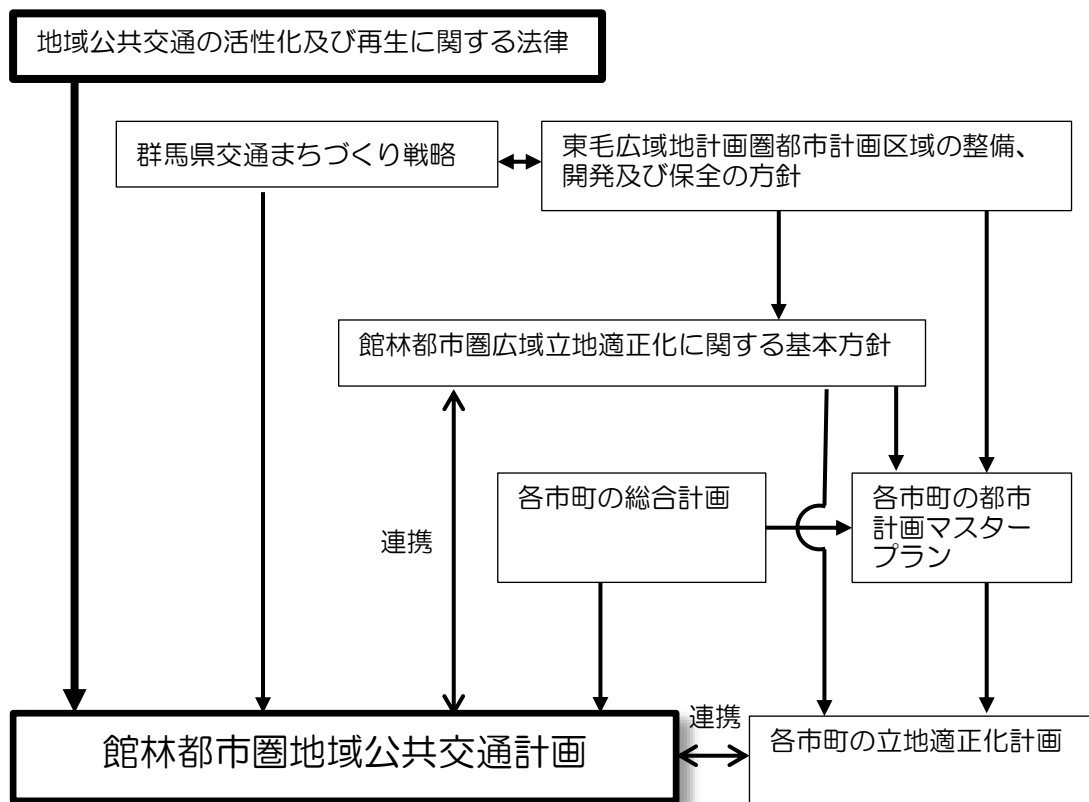 地域公共交通の活性化及び再生に関する法律
群馬県交通まちづくり戦略
東毛広域地計画圏都市計画区域の整備、
開発及び保全の方針
館林都市圏広域立地適正化に関する基本方針
各市町の総合計画
各市町の都市
計画マスター
プラン
連携
連携
館林都市圏地域公共交通計画
各市町の立地適正化計画